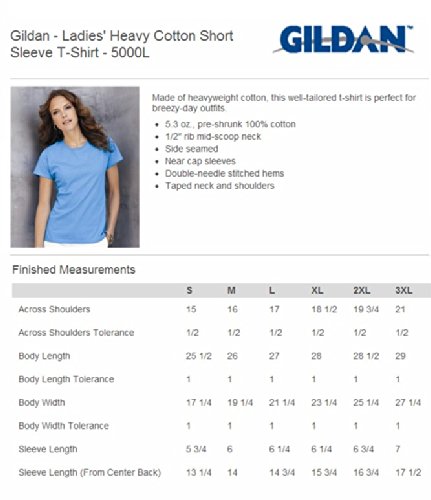 Gildan - Ladies' Heavy Cotton Short
Sleeve T-Shirt - 5000L
GILDAN™
Made of heavyweight cotton, this well-tailored t-shirt is perfect for
breezy-day outfits.
• 5.3 oz., pre-shrunk 100% cotton
• 1/2" rib mid-scoop neck
• Side seamed
• Near cap sleeves
• Double-needle stitched hems
• Taped neck and shoulders
Finished Measurements
S M L XL 2XL 3XL
Across Shoulders 15 16 17 18 1/2 19 3/4 21
Across Shoulders Tolerance 1/2 1/2 1/2 1/2 1/2 1/2
Body Length 25 1/2 26 27 28 28 1/2 29
Body Length Tolerance 1 1 1 1 1 1
Body Width 17 1/4 19 1/4 21 1/4 23 1/4 25 1/4 27 1/4
Body Width Tolerance 1 1 1 1 1 1
Sleeve Length 5 3/4 6 6 1/4 6 1/4 6 3/4 7
Sleeve Length (From Center Back) 13 1/4 14 14 3/4 15 3/4 16 3/4 17 1/2